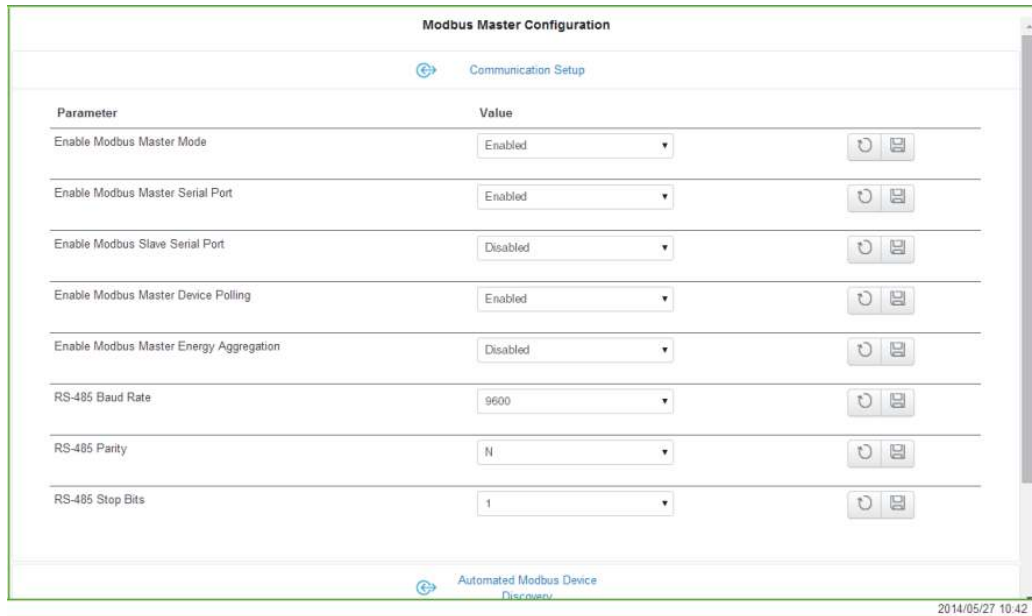 Modbus Master Configuration
Communication Setup
Parameter Value
Enable Modbus Master Mode Enabled
Enable Modbus Master Serial Port Enabled
Enable Modbus Slave Serial Port Disabled
Enable Modbus Master Device Polling Enabled
Enable Modbus Master Energy Aggregation Disabled
RS-485 Baud Rate 9600
RS-485 Parity N
RS-485 Stop Bits 1
Automated Modbus Device
Discovery
2014/05/27 10:42